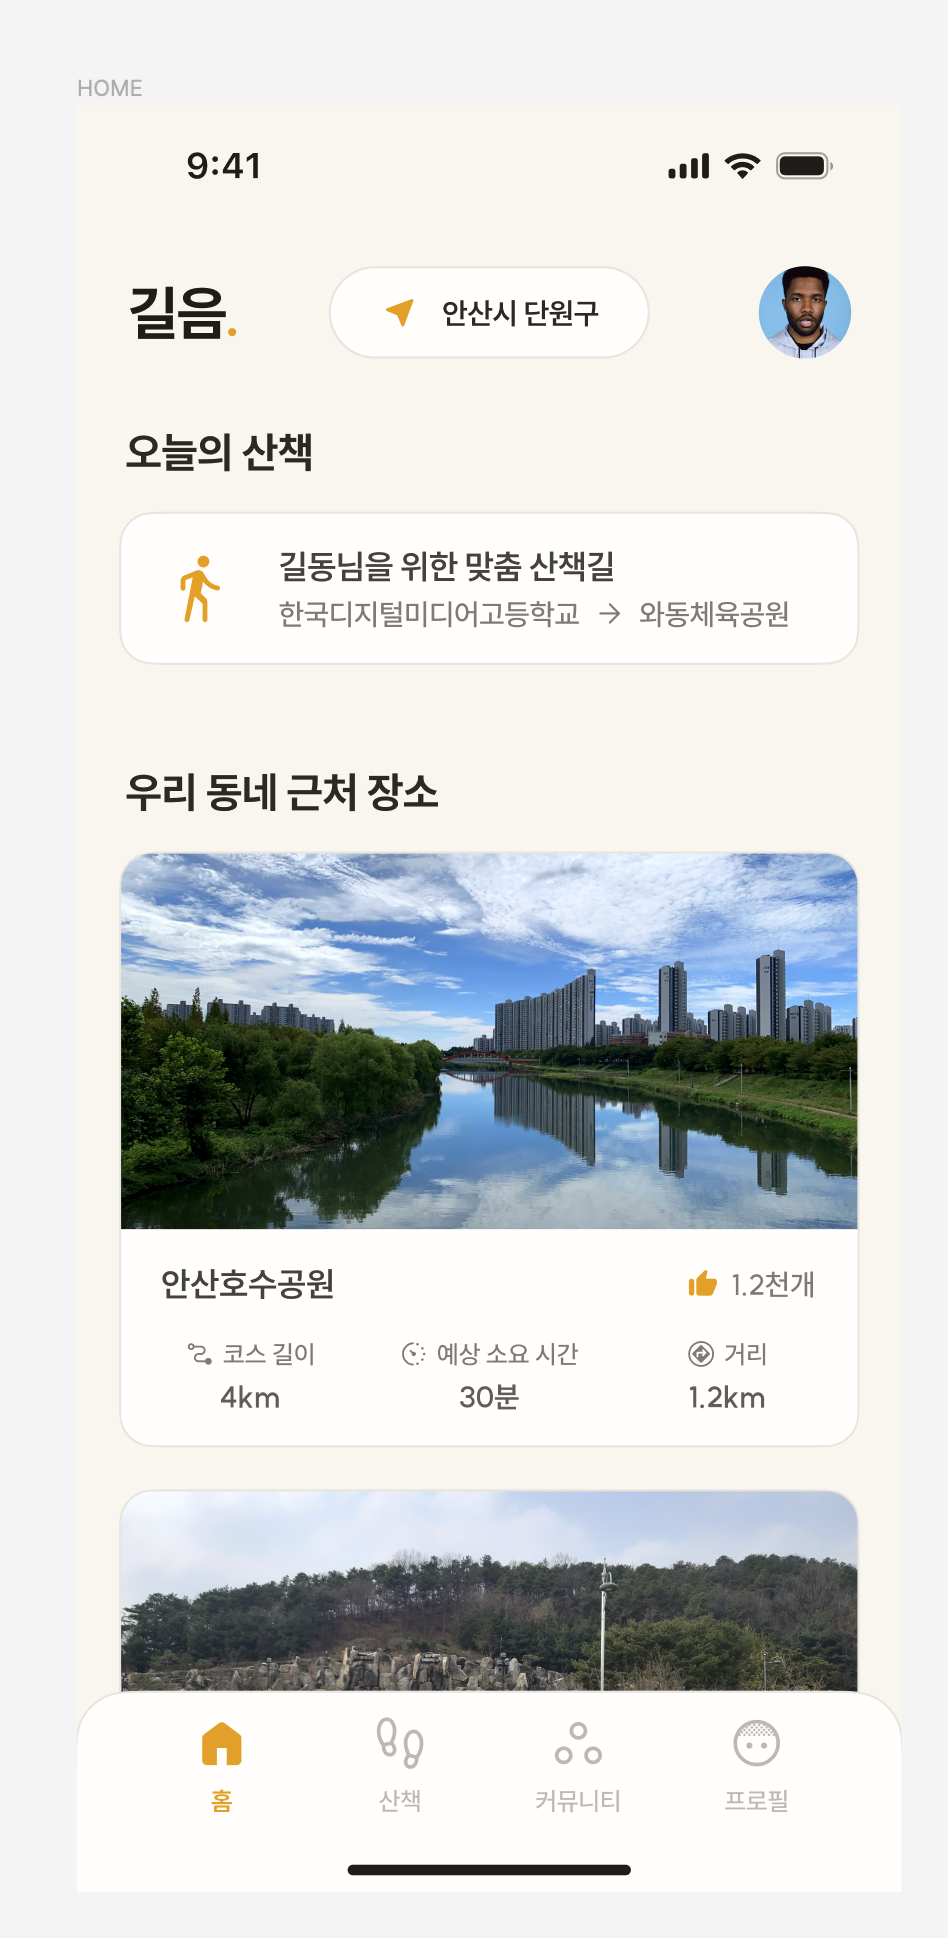 HOME
9:41
길음.
안산시 단원구
오늘의 산책
길동님을 위한 맞춤 산책길
한국디지털미디어고등학교 → 와동체육공원
우리 동네 근처 장소
안산호수공원
1.2천개
코스 길이
예상 소요 시간
거리
4km
30분
1.2km
홈
산책
커뮤니티
프로필